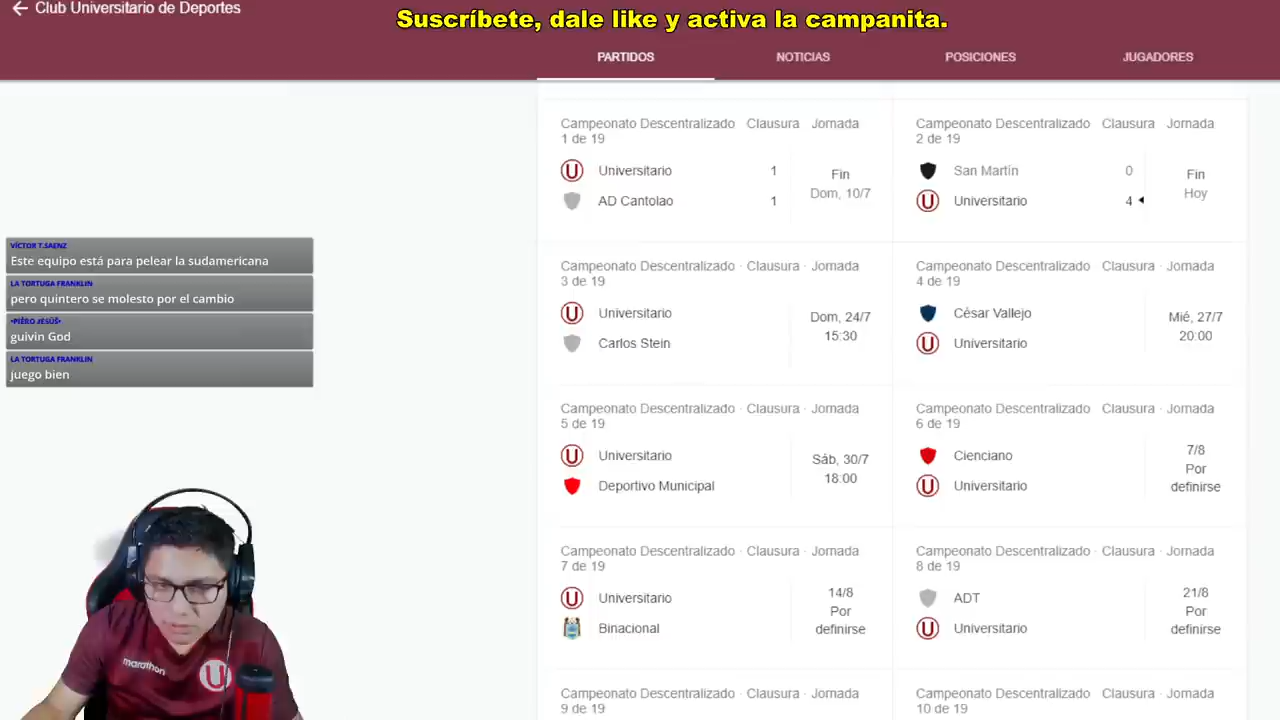 Club Universitario de Deportes
Suscríbete, dale like y activa la campanita.
PARTIDOS
NOTICIAS
POSICIONES
JUGADORES
Campeonato Descentralizado Clausura Jornada
1 de 19
Universitario 1
AD Cantolao 1
Fin
Dom, 10/7
Campeonato Descentralizado Clausura Jornada
2 de 19
San Martín 0
Universitario 4
Fin
Hoy
Campeonato Descentralizado · Clausura · Jornada
3 de 19
Universitario
Carlos Stein
Dom, 24/7
15:30
Campeonato Descentralizado Clausura · Jornada
4 de 19
César Vallejo
Universitario
Mié, 27/7
20:00
Campeonato Descentralizado · Clausura · Jornada
5 de 19
Universitario
Deportivo Municipal
Sáb, 30/7
18:00
Campeonato Descentralizado Clausura · Jornada
6 de 19
Cienciano
Universitario
7/8
Por
definirse
Campeonato Descentralizado · Clausura · Jornada
7 de 19
Universitario
Binacional
14/8
Por
definirse
Campeonato Descentralizado · Clausura · Jornada
8 de 19
ADT
Universitario
21/8
Por
definirse
Campeonato Descentralizado · Clausura · Jornada
9 de 19
Campeonato Descentralizado Clausura · Jornada
10 de 19
VÍCTOR T.SAENZ
Este equipo está para pelear la sudamericana
LA TORTUGA FRANKLIN
pero quintero se molesto por el cambio
•PIÉRO JESÚS•
guivin God
LA TORTUGA FRANKLIN
juego bien
marathon
U